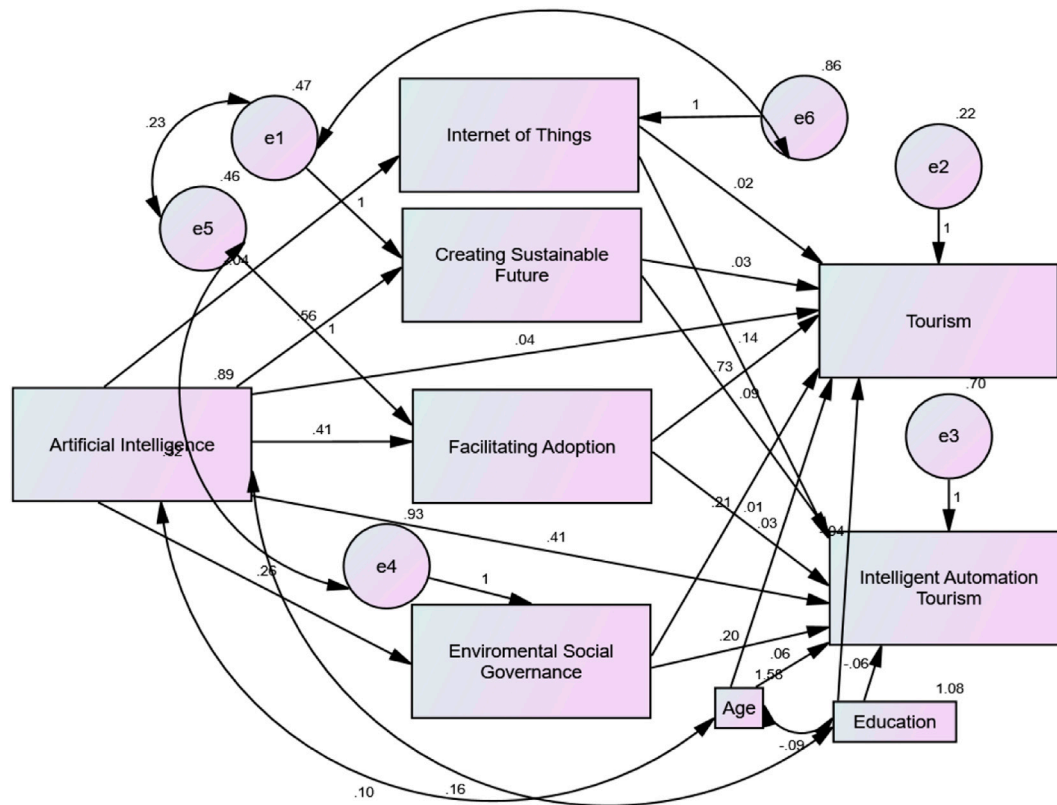 .86
.47
e6
.22
1
.23
e1
Internet of Things
e2
.46
.02
1
1
e5
Creating Sustainable
Future
.03
Tourism
.56
1
.04
.14
.89
.73
.09
.70
Artificial Intelligence
.41
Facilitating Adoption
e3
1
.93
.21
.01
.03
.41
e4
.26
1
Intelligent Automation
Tourism
Enviromental Social
Governance
.20
.06
-.06
1.58
1.08
Age
Education
-.09
.10
.16